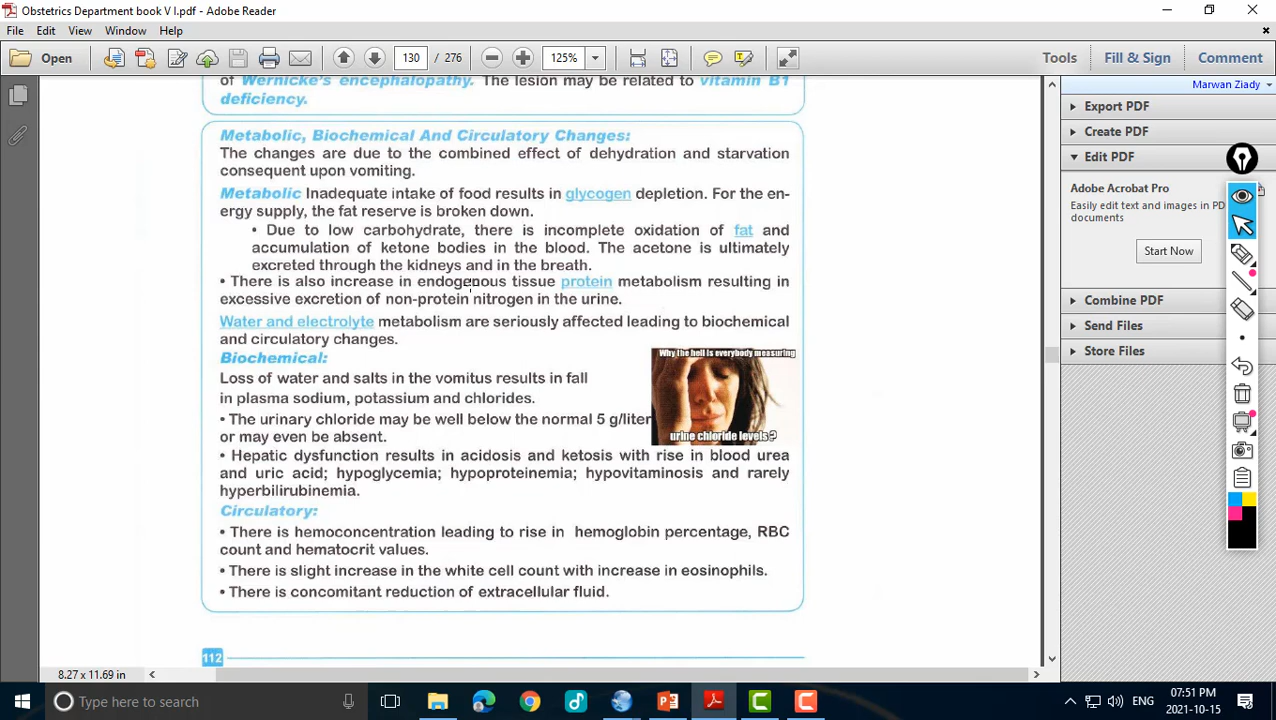 Obstetrics Department book V I.pdf - Adobe Reader
File Edit View Window Help
Open 130 / 276 125% Tools Fill & Sign Comment
of Wernicke's encephalopathy. The lesion may be related to vitamin B1
deficiency.
Metabolic, Biochemical And Circulatory Changes:
The changes are due to the combined effect of dehydration and starvation
consequent upon vomiting.
Metabolic Inadequate intake of food results in glycogen depletion. For the en-
ergy supply, the fat reserve is broken down.
• Due to low carbohydrate, there is incomplete oxidation of fat and
accumulation of ketone bodies in the blood. The acetone is ultimately
excreted through the kidneys and in the breath.
• There is also increase in endogenous tissue protein metabolism resulting in
excessive excretion of non-protein nitrogen in the urine.
Water and electrolyte metabolism are seriously affected leading to biochemical
and circulatory changes.
Biochemical:
Loss of water and salts in the vomitus results in fall
in plasma sodium, potassium and chlorides.
• The urinary chloride may be well below the normal 5 g/liter
or may even be absent.
Why the hell is everybody measuring
urine chloride levels?
• Hepatic dysfunction results in acidosis and ketosis with rise in blood urea
and uric acid; hypoglycemia; hypoproteinemia; hypovitaminosis and rarely
hyperbilirubinemia.
Circulatory:
• There is hemoconcentration leading to rise in hemoglobin percentage, RBC
count and hematocrit values.
• There is slight increase in the white cell count with increase in eosinophils.
• There is concomitant reduction of extracellular fluid.
112
8.27 x 11.69 in
Marwan Ziady
Export PDF
Create PDF
Edit PDF
Adobe Acrobat Pro
Easily edit text and images in PD
documents
Start Now
Combine PDF
Send Files
Store Files
Type here to search
ENG
07:51 PM
2021-10-15